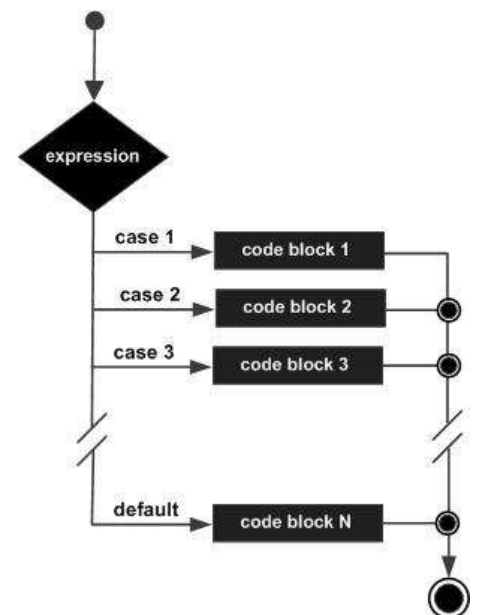 expression
case 1
code block 1
case 2
code block 2
case 3
code block 3
default
code block N